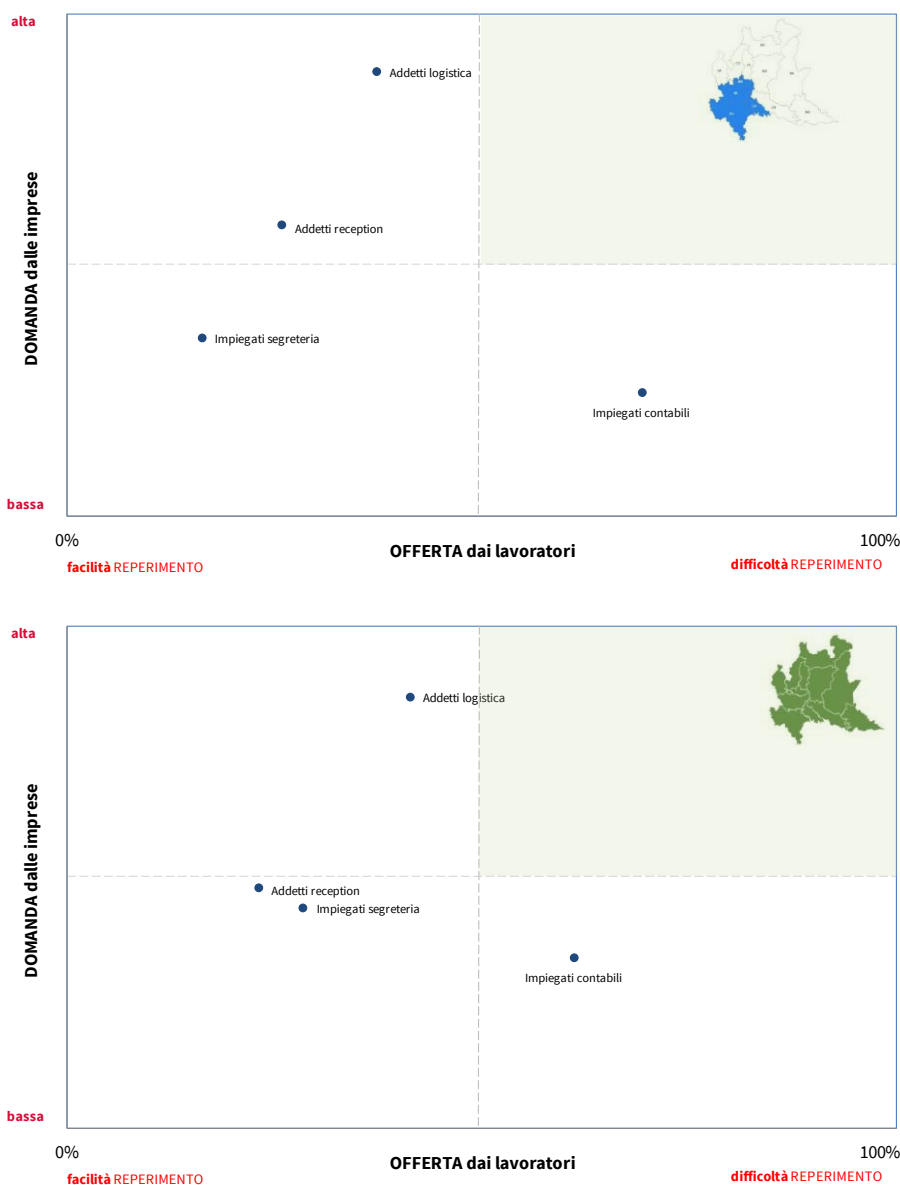 alta
Addetti logistica
DOMANDA dalle imprese
Addetti reception
Impiegati segreteria
Impiegati contabili
bassa
0%
OFFERTA dai lavoratori
100%
facilità REPERIMENTO
difficoltà REPERIMENTO
alta
Addetti logistica
DOMANDA dalle imprese
Addetti reception
Impiegati segreteria
Impiegati contabili
bassa
0%
OFFERTA dai lavoratori
100%
facilità REPERIMENTO
difficoltà REPERIMENTO